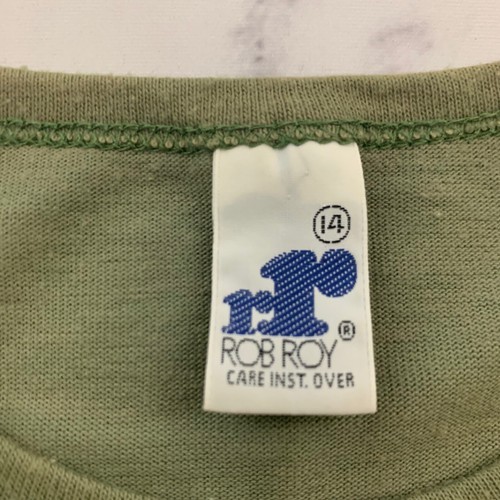 14
rr
ROB ROY ®
CARE INST. OVER